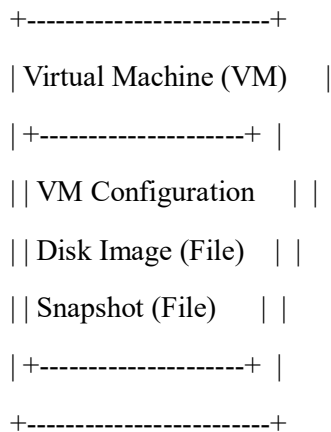 +--------------------------+
| Virtual Machine (VM)     |
| +---------------------+  |
| | VM Configuration     | |
| | Disk Image (File)    | |
| | Snapshot (File)      | |
| +---------------------+  |
+--------------------------+